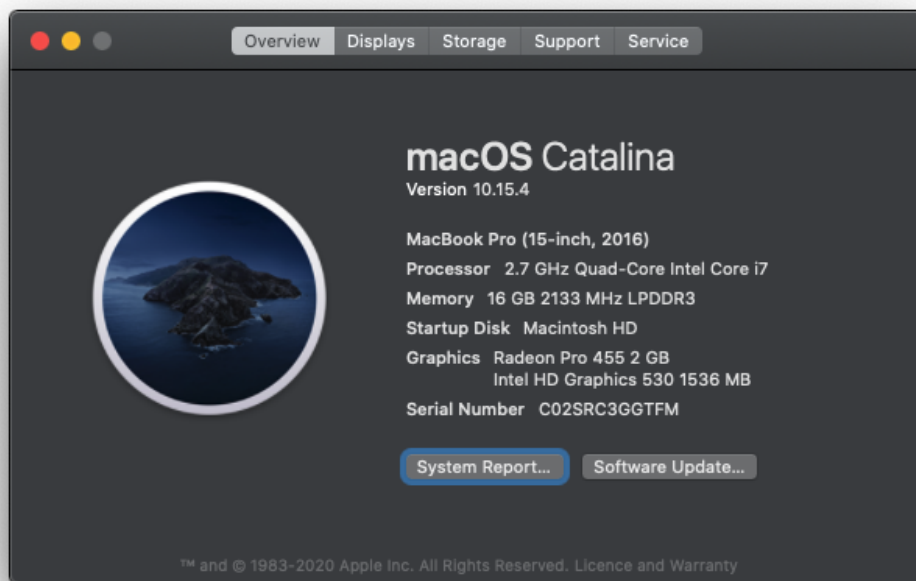 Overview Displays Storage Support Service
macOS Catalina
Version 10.15.4
MacBook Pro (15-inch, 2016)
Processor 2.7 GHz Quad-Core Intel Core i7
Memory 16 GB 2133 MHz LPDDR3
Startup Disk Macintosh HD
Graphics Radeon Pro 455 2 GB
Intel HD Graphics 530 1536 MB
Serial Number C02SRC3GGTFM
System Report... Software Update...
™ and © 1983-2020 Apple Inc. All Rights Reserved. Licence and Warranty